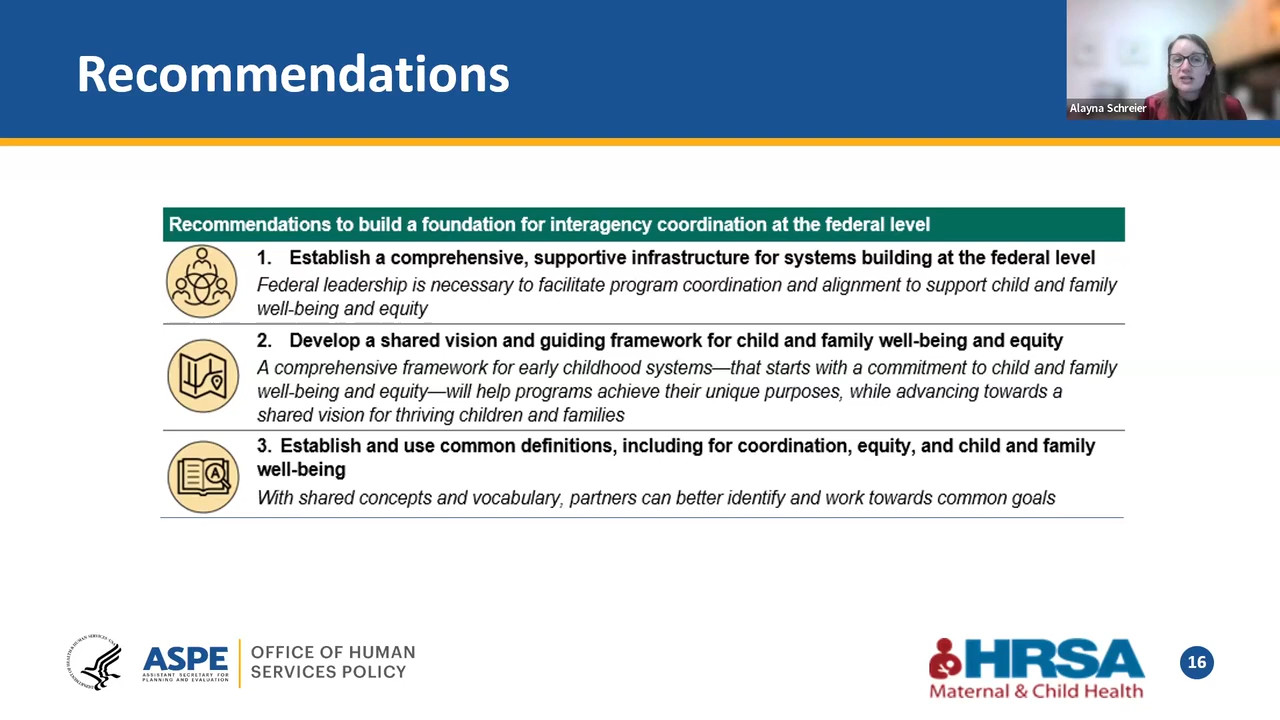 Recommendations
Alayna Schreier
Recommendations to build a foundation for interagency coordination at the federal level
1. Establish a comprehensive, supportive infrastructure for systems building at the federal level
Federal leadership is necessary to facilitate program coordination and alignment to support child and family
well-being and equity
2. Develop a shared vision and guiding framework for child and family well-being and equity
A comprehensive framework for early childhood systems—that starts with a commitment to child and family
well-being and equity—will help programs achieve their unique purposes, while advancing towards a
shared vision for thriving children and families
3. Establish and use common definitions, including for coordination, equity, and child and family
well-being
With shared concepts and vocabulary, partners can better identify and work towards common goals
ASPE
ASSISTANT SECRETARY FOR
PLANNING AND EVALUATION
OFFICE OF HUMAN
SERVICES POLICY
HRSA
Maternal & Child Health
16